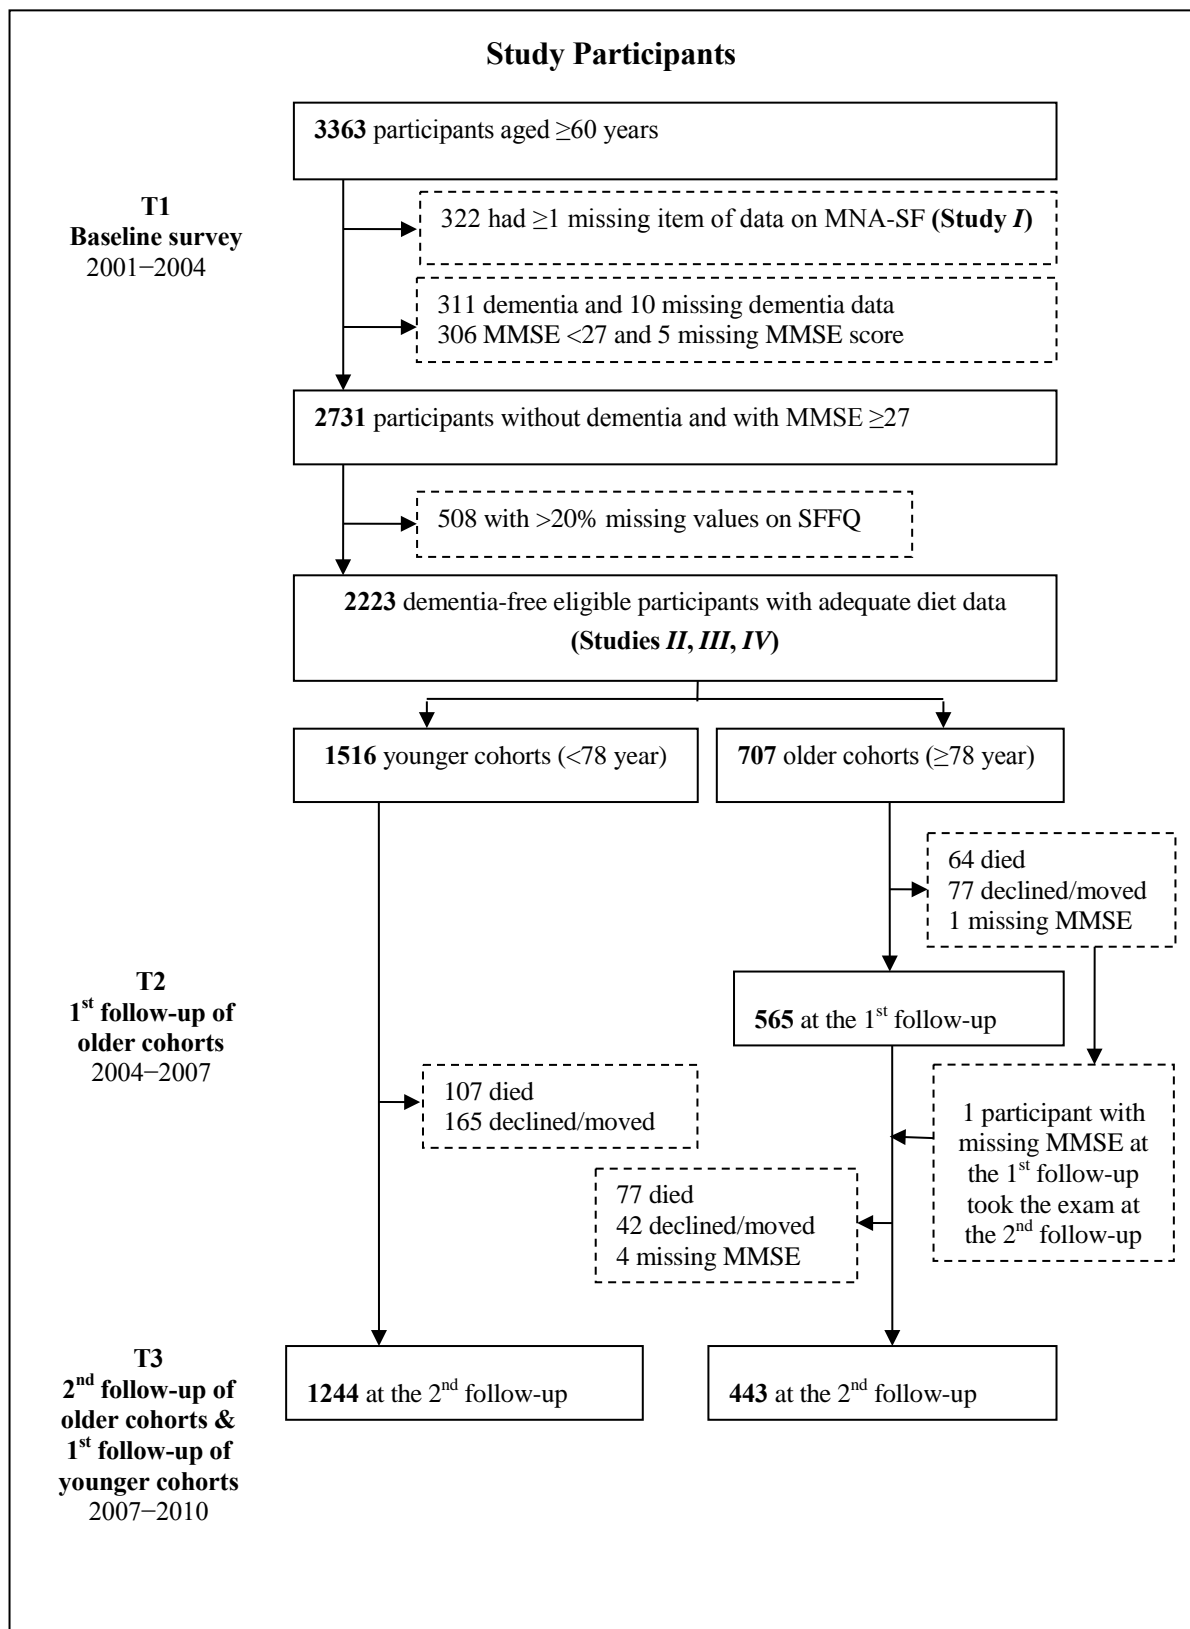 Study Participants
3363 participants aged ≥60 years
T1
Baseline survey
2001−2004
322 had ≥1 missing item of data on MNA-SF (Study I)
311 dementia and 10 missing dementia data
306 MMSE <27 and 5 missing MMSE score
2731 participants without dementia and with MMSE ≥27
508 with >20% missing values on SFFQ
2223 dementia-free eligible participants with adequate diet data
(Studies II, III, IV)
1516 younger cohorts (<78 year)
707 older cohorts (≥78 year)
64 died
77 declined/moved
1 missing MMSE
T2
1st follow-up of
older cohorts
2004−2007
565 at the 1st follow-up
107 died
165 declined/moved
1 participant with
missing MMSE at
the 1st follow-up
took the exam at
the 2nd follow-up
77 died
42 declined/moved
4 missing MMSE
T3
2nd follow-up of
older cohorts &
1st follow-up of
younger cohorts
2007−2010
1244 at the 2nd follow-up
443 at the 2nd follow-up